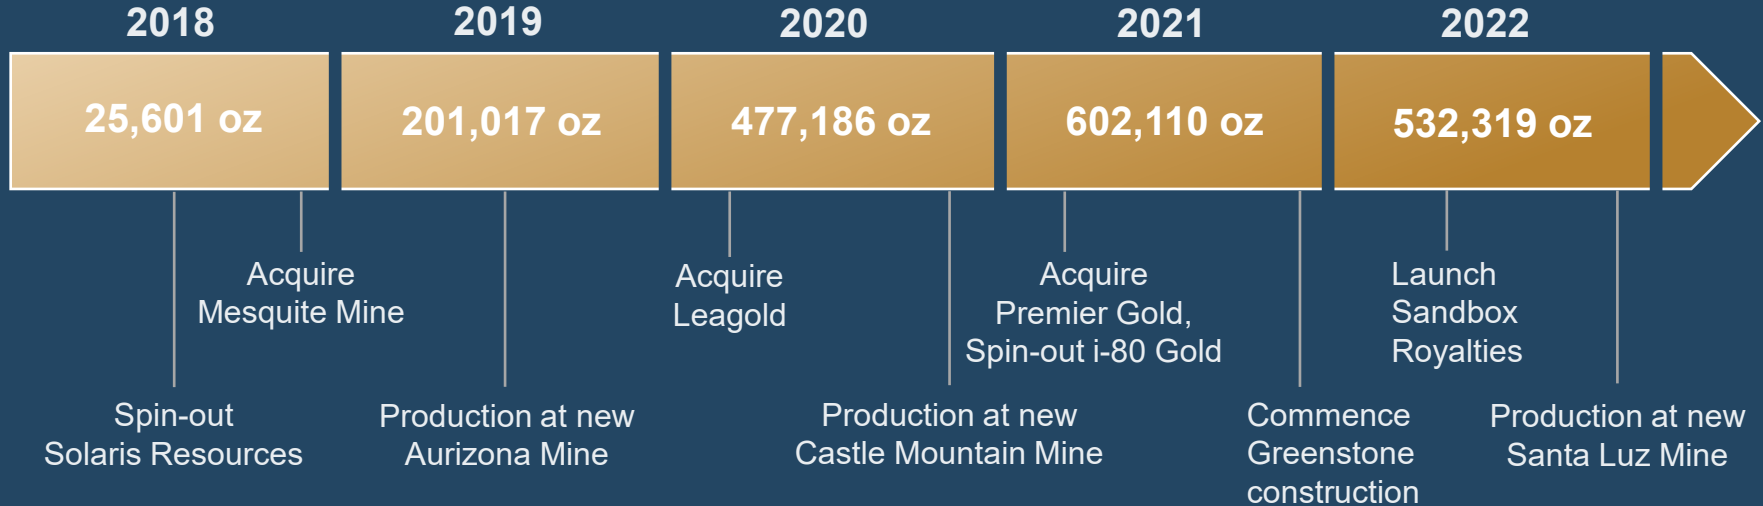 2018
2019
2020
2021
2022
25,601 oz
201,017 oz
477,186 oz
602,110 oz
532,319 oz
Acquire
Mesquite Mine
Acquire
Leagold
Acquire
Premier Gold,
Spin-out i-80 Gold
Launch
Sandbox
Royalties
Spin-out
Solaris Resources
Production at new
Aurizona Mine
Production at new
Castle Mountain Mine
Commence
Greenstone
construction
Production at new
Santa Luz Mine